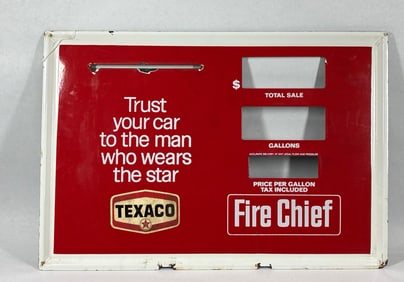 Trust
your car
to the man
who wears
the star
TEXACO
T
$
TOTAL SALE
GALLONS
PRICE PER GALLON
TAX INCLUDED
Fire Chief